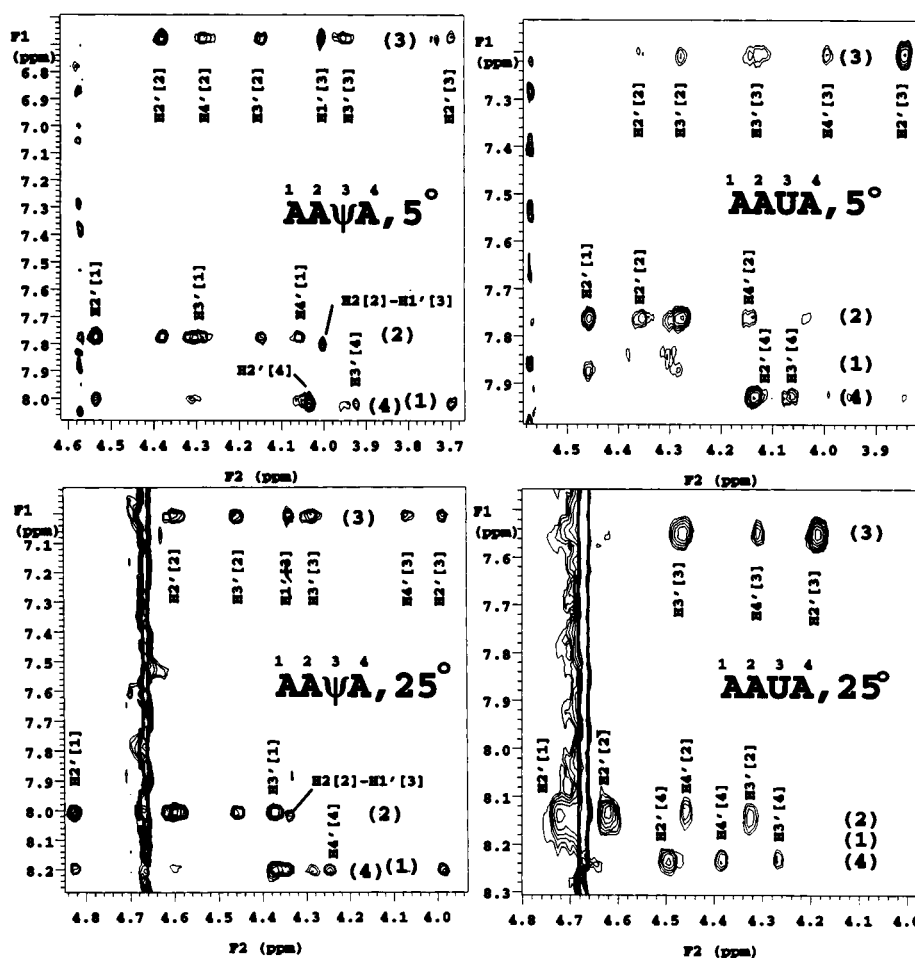 F1
(ppm)
6.8
6.9
7.0
7.1
7.2
7.3
7.4
7.5
7.6
7.7
7.8
7.9
8.0
4.6 4.5 4.4 4.3 4.2 4.1 4.0 3.9 3.8 3.7
F2 (ppm)
(3)
H2'[2]
H4'[2]
H3'[2]
H1'[3]
H3'[3]
H2'[3]
1 2 3 4
AAψA, 5°
H2'[1]
H3'[1]
H4'[1]
H2[2]-H1'[3]
(2)
H2'[4]
H3'[4]
(4) (1)
F1
(ppm)
7.3
7.4
7.5
7.6
7.7
7.8
7.9
4.5 4.4 4.3 4.2 4.1 4.0 3.9
F2 (ppm)
(3)
H2'[2]
H3'[2]
H3'[3]
H4'[3]
H2'[3]
1 2 3 4
AAUA, 5°
H2'[1]
H2'[2]
H4'[2]
(2)
(1)
H2'[4]
H3'[4]
(4)
F1
(ppm)
7.1
7.2
7.3
7.4
7.5
7.6
7.7
7.8
7.9
8.0
8.1
8.2
4.8 4.7 4.6 4.5 4.4 4.3 4.2 4.1 4.0
F2 (ppm)
(3)
H2'[2]
H3'[2]
H1'[3]
H3'[3]
H4'[3]
H2'[3]
1 2 3 4
AAψA, 25°
H2'[1]
H3'[1]
H2[2]-H1'[3]
(2)
H4'[4]
(4) (1)
F1
(ppm)
7.6
7.7
7.8
7.9
8.0
8.1
8.2
8.3
4.8 4.7 4.6 4.5 4.4 4.3 4.2 4.1 4.0
F2 (ppm)
(3)
H3'[3]
H4'[3]
H2'[3]
1 2 3 4
AAUA, 25°
H2'[1]
H2'[2]
H2'[4]
H4'[2]
H4'[4]
H3'[2]
H3'[4]
(2)
(1)
(4)